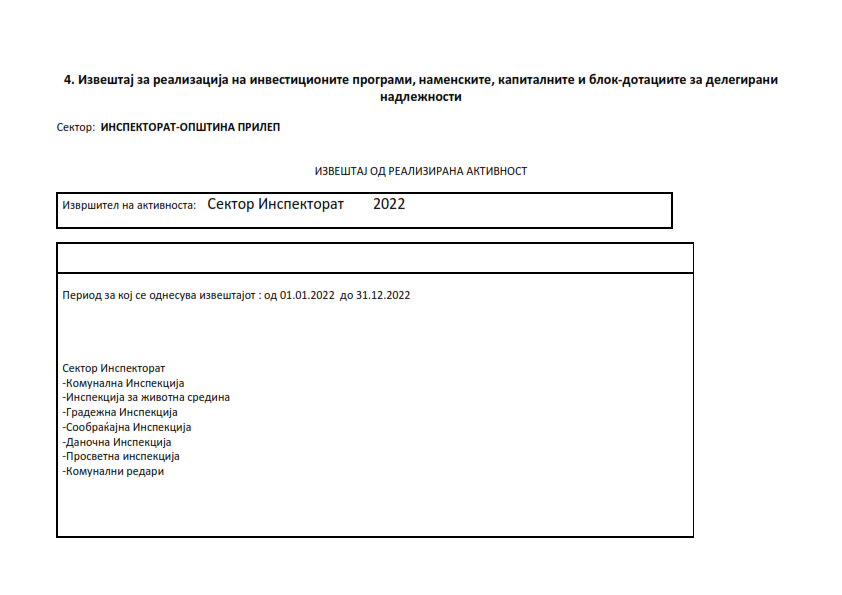 4. Извештај за реализација на инвестиционите програми, наменските, капиталните и блок-дотациите за делегирани
надлежности
Сектор: ИНСПЕКТОРАТ-ОПШТИНА ПРИЛЕП
ИЗВЕШТАЈ ОД РЕАЛИЗИРАНА АКТИВНОСТ
Извршител на активноста: Сектор Инспекторат 2022
Период за кој се однесува извештајот : од 01.01.2022 до 31.12.2022
Сектор Инспекторат
-Комунална Инспекција
-Инспекција за животна средина
-Градежна Инспекција
-Сообраќајна Инспекција
-Даночна Инспекција
-Просветна инспекција
-Комунални редари